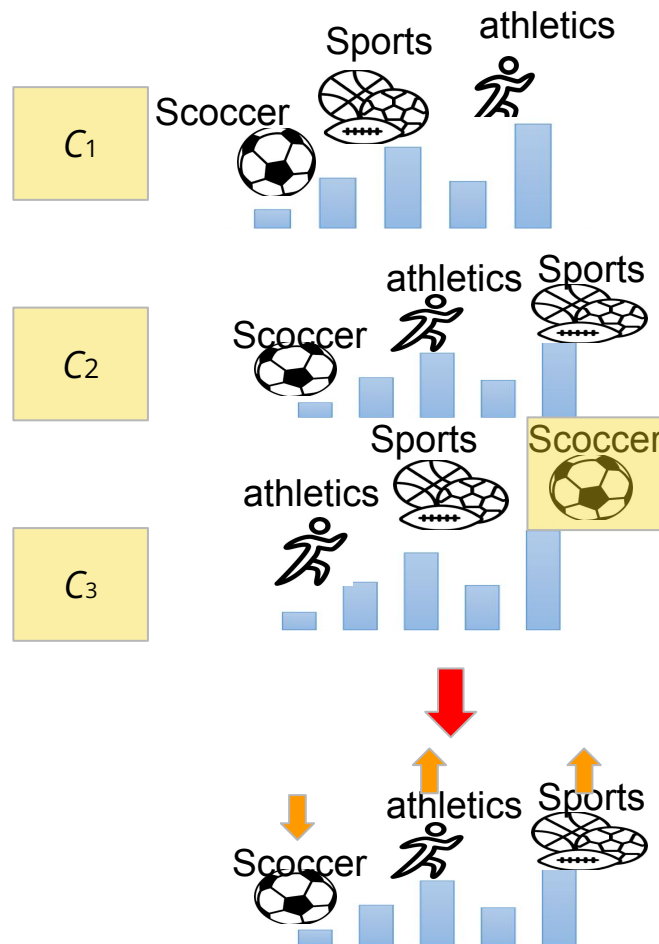 Sports
athletics
Scoccer
C1
Sports
athletics
Scoccer
C2
Sports
Scoccer
athletics
C3
Sports
athletics
Scoccer